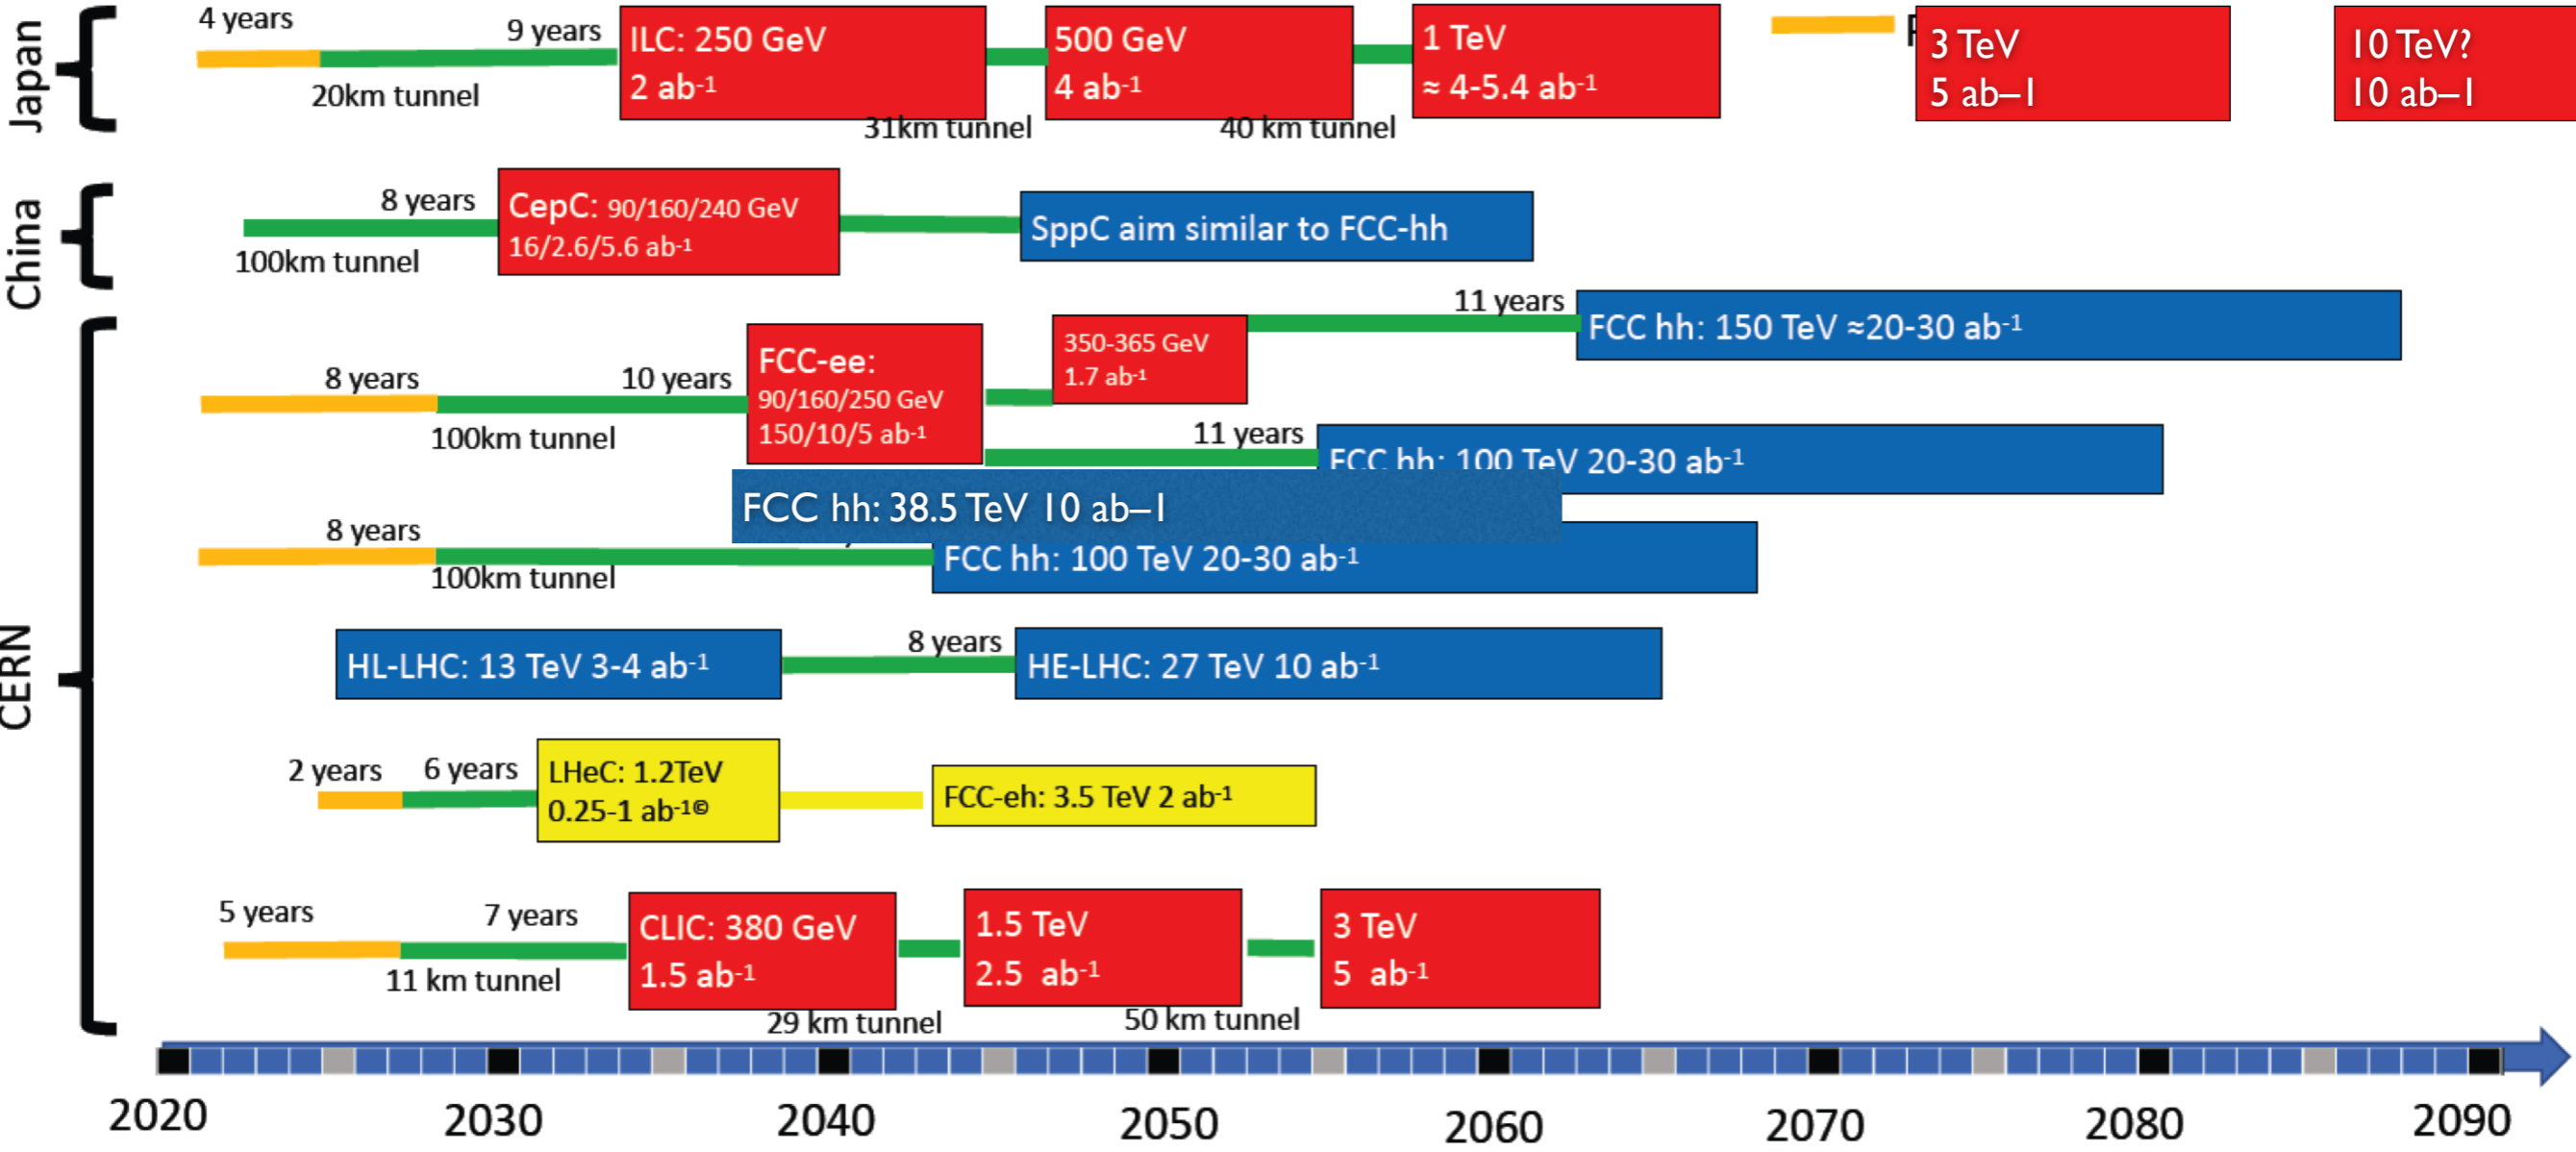 Japan
4 years
9 years
20km tunnel
ILC: 250 GeV
2 ab-1
31km tunnel
500 GeV
4 ab-1
40 km tunnel
1 TeV
≈ 4-5.4 ab-1
3 TeV
5 ab–1
10 TeV?
10 ab–1
China
8 years
100km tunnel
CepC: 90/160/240 GeV
16/2.6/5.6 ab-1
SppC aim similar to FCC-hh
CERN
8 years
10 years
100km tunnel
FCC-ee:
90/160/250 GeV
150/10/5 ab-1
350-365 GeV
1.7 ab-1
11 years
FCC hh: 150 TeV ≈20-30 ab-1
11 years
FCC hh: 100 TeV 20-30 ab-1
FCC hh: 38.5 TeV 10 ab–1
8 years
100km tunnel
FCC hh: 100 TeV 20-30 ab-1
HL-LHC: 13 TeV 3-4 ab-1
8 years
HE-LHC: 27 TeV 10 ab-1
2 years
6 years
LHeC: 1.2TeV
0.25-1 ab-1©
FCC-eh: 3.5 TeV 2 ab-1
5 years
7 years
11 km tunnel
CLIC: 380 GeV
1.5 ab-1
29 km tunnel
1.5 TeV
2.5 ab-1
50 km tunnel
3 TeV
5 ab-1
2020 2030 2040 2050 2060 2070 2080 2090